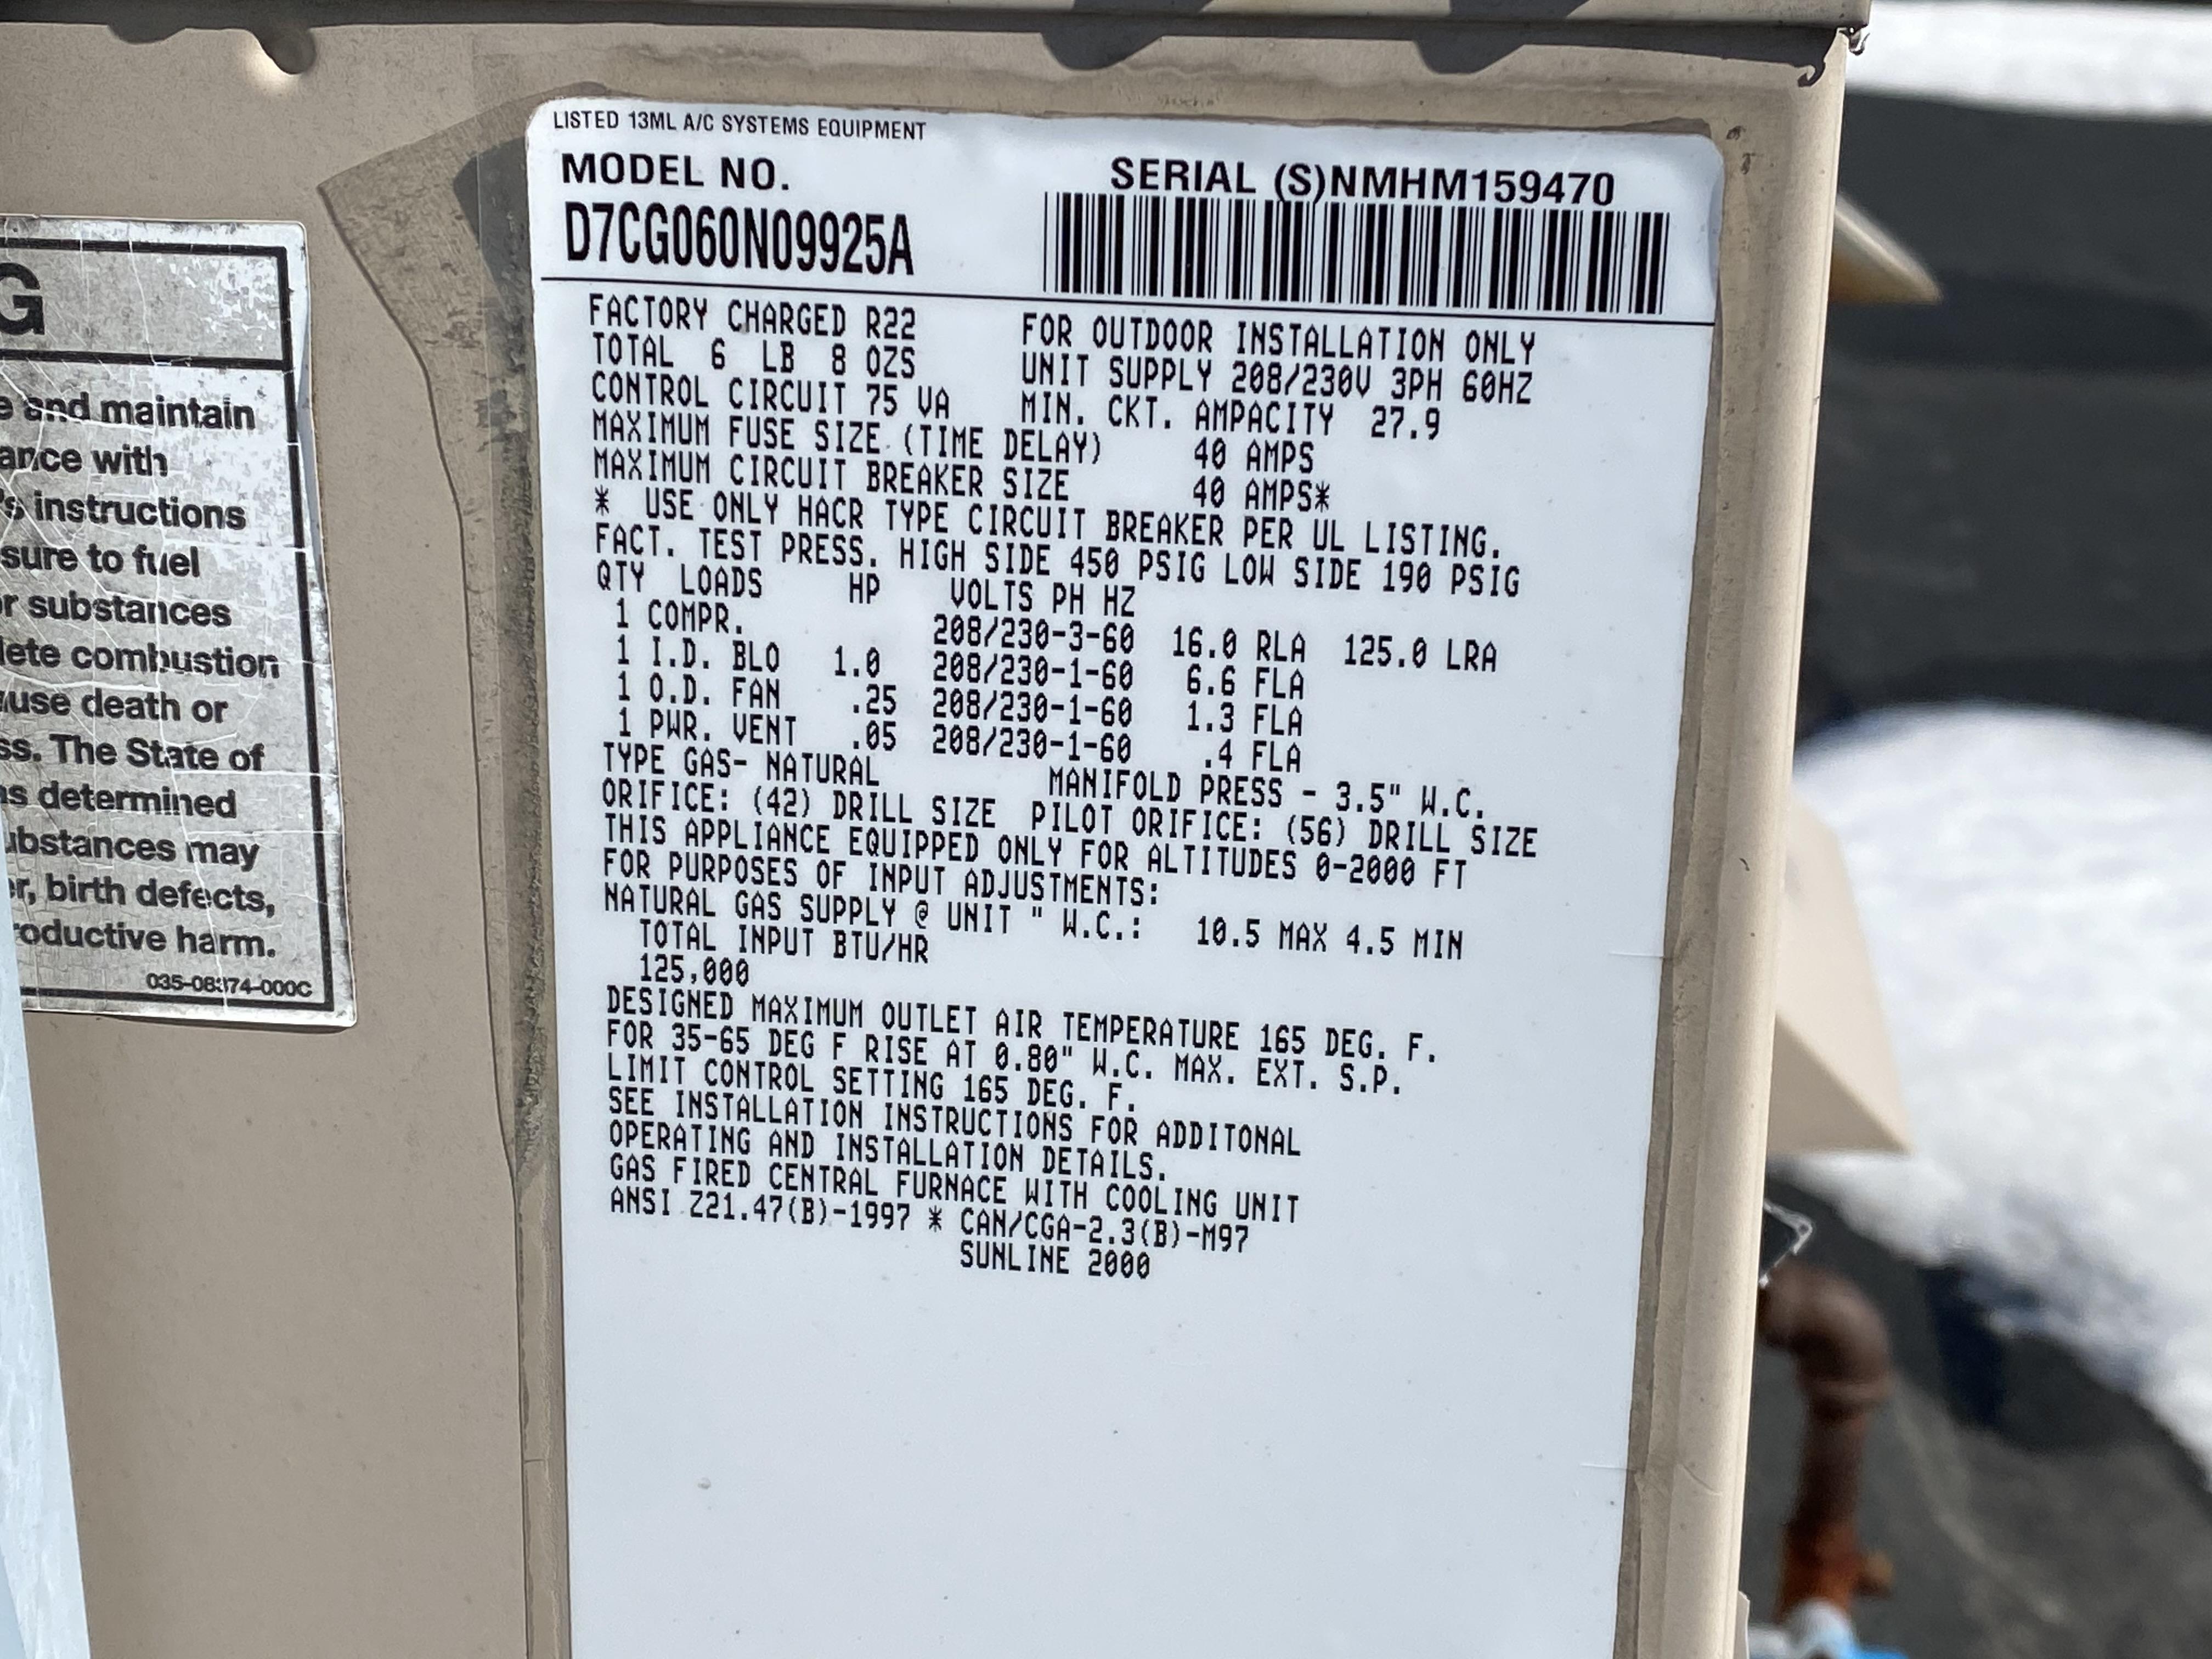 LISTED 13ML A/C SYSTEMS EQUIPMENT
MODEL NO. SERIAL (S)NMHM159470
D7CG060N09925A
FACTORY CHARGED R22 FOR OUTDOOR INSTALLATION ONLY
TOTAL 6 LB 8 OZS UNIT SUPPLY 208/230V 3PH 60HZ
CONTROL CIRCUIT 75 VA MIN. CKT. AMPACITY 27.9
MAXIMUM FUSE SIZE (TIME DELAY) 40 AMPS
MAXIMUM CIRCUIT BREAKER SIZE 40 AMPS*
* USE ONLY HACR TYPE CIRCUIT BREAKER PER UL LISTING.
FACT. TEST PRESS. HIGH SIDE 450 PSIG LOW SIDE 190 PSIG
QTY LOADS HP VOLTS PH HZ
1 COMPR. 208/230-3-60 16.0 RLA 125.0 LRA
1 I.D. BLO 1.0 208/230-1-60 6.6 FLA
1 O.D. FAN .25 208/230-1-60 1.3 FLA
1 PWR. VENT .05 208/230-1-60 .4 FLA
TYPE GAS- NATURAL MANIFOLD PRESS - 3.5" W.C.
ORIFICE: (42) DRILL SIZE PILOT ORIFICE: (56) DRILL SIZE
THIS APPLIANCE EQUIPPED ONLY FOR ALTITUDES 0-2000 FT
FOR PURPOSES OF INPUT ADJUSTMENTS:
NATURAL GAS SUPPLY @ UNIT " W.C.: 10.5 MAX 4.5 MIN
TOTAL INPUT BTU/HR
125,000
DESIGNED MAXIMUM OUTLET AIR TEMPERATURE 165 DEG. F.
FOR 35-65 DEG F RISE AT 0.80" W.C. MAX. EXT. S.P.
LIMIT CONTROL SETTING 165 DEG. F.
SEE INSTALLATION INSTRUCTIONS FOR ADDITONAL
OPERATING AND INSTALLATION DETAILS.
GAS FIRED CENTRAL FURNACE WITH COOLING UNIT
ANSI Z21.47(B)-1997 * CAN/CGA-2.3(B)-M97
SUNLINE 2000
G
and maintain
with
instructions
to fuel
substances
combustion
death or
The State of
determined
may
birth defects,
harm.